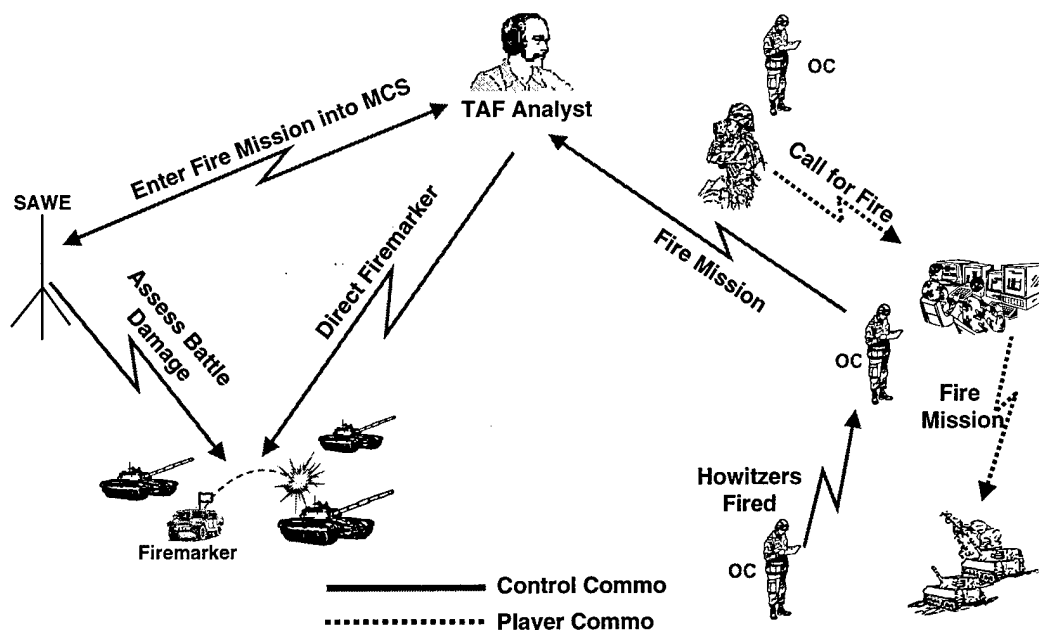 OC
TAF Analyst
Enter Fire Mission into MCS
Call for Fire
SAWE
Fire Mission
Direct Firemarker
Assess Battle
Damage
OC
Fire
Mission
Howitzers
Fired
Firemarker
OC
Control Commo
Player Commo